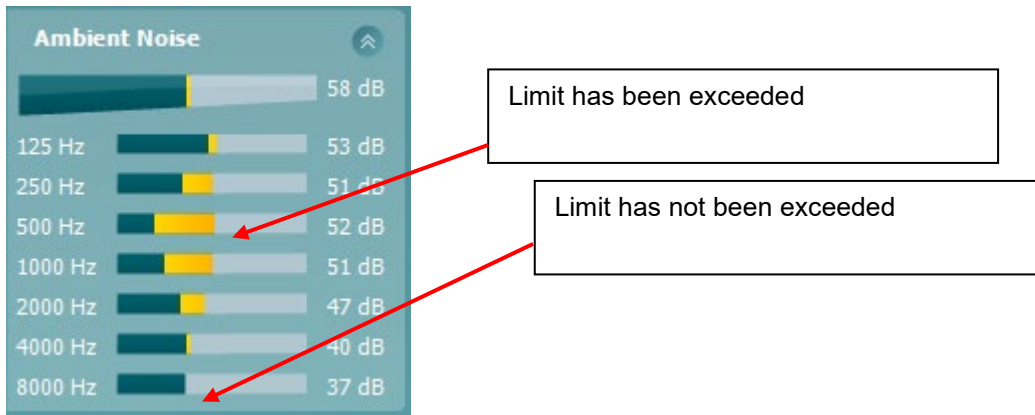 Ambient Noise
58 dB
125 Hz 53 dB
250 Hz 51 dB
500 Hz 52 dB
1000 Hz 51 dB
2000 Hz 47 dB
4000 Hz 40 dB
8000 Hz 37 dB
Limit has been exceeded
Limit has not been exceeded